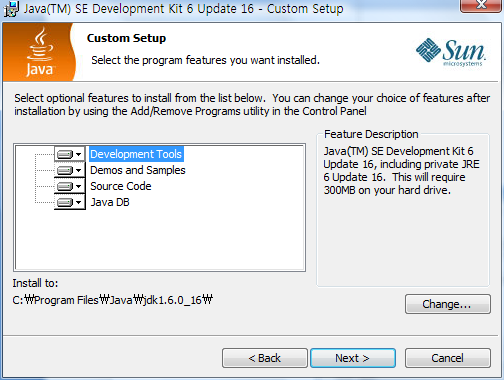 Java(TM) SE Development Kit 6 Update 16 - Custom Setup
Java
Custom Setup
Select the program features you want installed.
Sun
microsystems
Select optional features to install from the list below. You can change your choice of features after
installation by using the Add/Remove Programs utility in the Control Panel
Development Tools
Demos and Samples
Source Code
Java DB
Feature Description
Java(TM) SE Development Kit 6
Update 16, including private JRE
6 Update 16. This will require
300MB on your hard drive.
Install to:
C:₩Program Files₩Java₩jdk1.6.0_16₩
Change...
< Back
Next >
Cancel